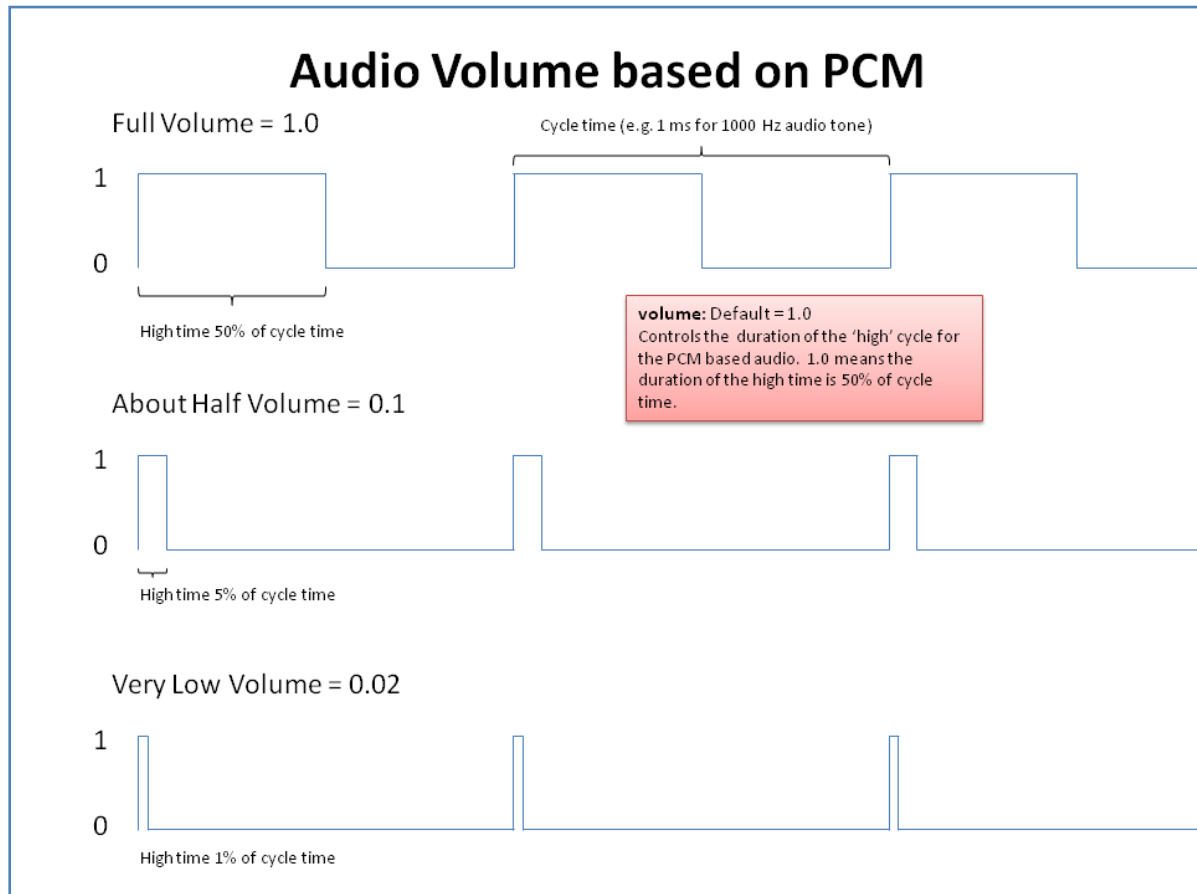 Audio Volume based on PCM
Full Volume = 1.0
Cycle time (e.g. 1 ms for 1000 Hz audio tone)
1
0
High time 50% of cycle time
volume: Default = 1.0
Controls the duration of the ‘high’ cycle for
the PCM based audio. 1.0 means the
duration of the high time is 50% of cycle
time.
About Half Volume = 0.1
1
0
High time 5% of cycle time
Very Low Volume = 0.02
1
0
High time 1% of cycle time